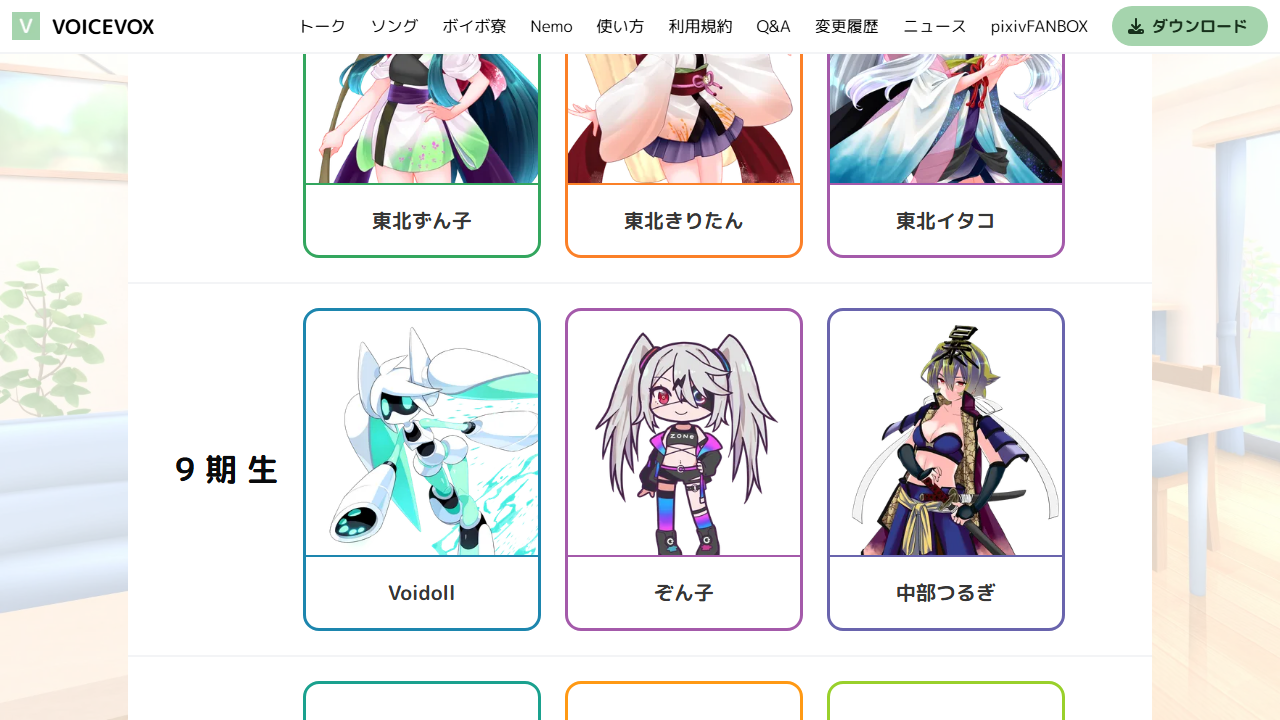 V VOICEVOX トーク ソング ボイボ寮 Nemo 使い方 利用規約 Q&A 変更履歴 ニュース pixivFANBOX ダウンロード
東北ずん子 東北きりたん 東北イタコ
9期生
ZONE
Voidoll ぞん子 中部つるぎ